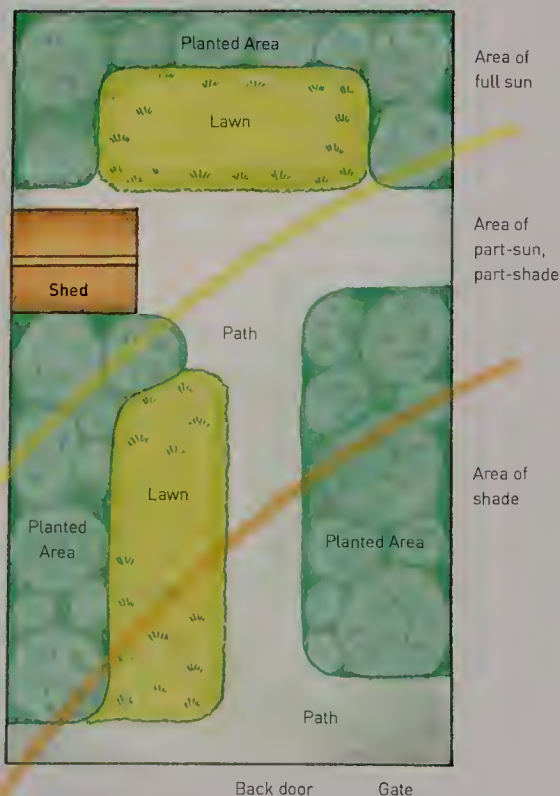 Planted Area
Area of
full sun
Lawn
Area of
part-sun,
part-shade
Shed
Path
Area of
shade
Lawn
Planted
Area
Planted Area
Path
Back door
Gate